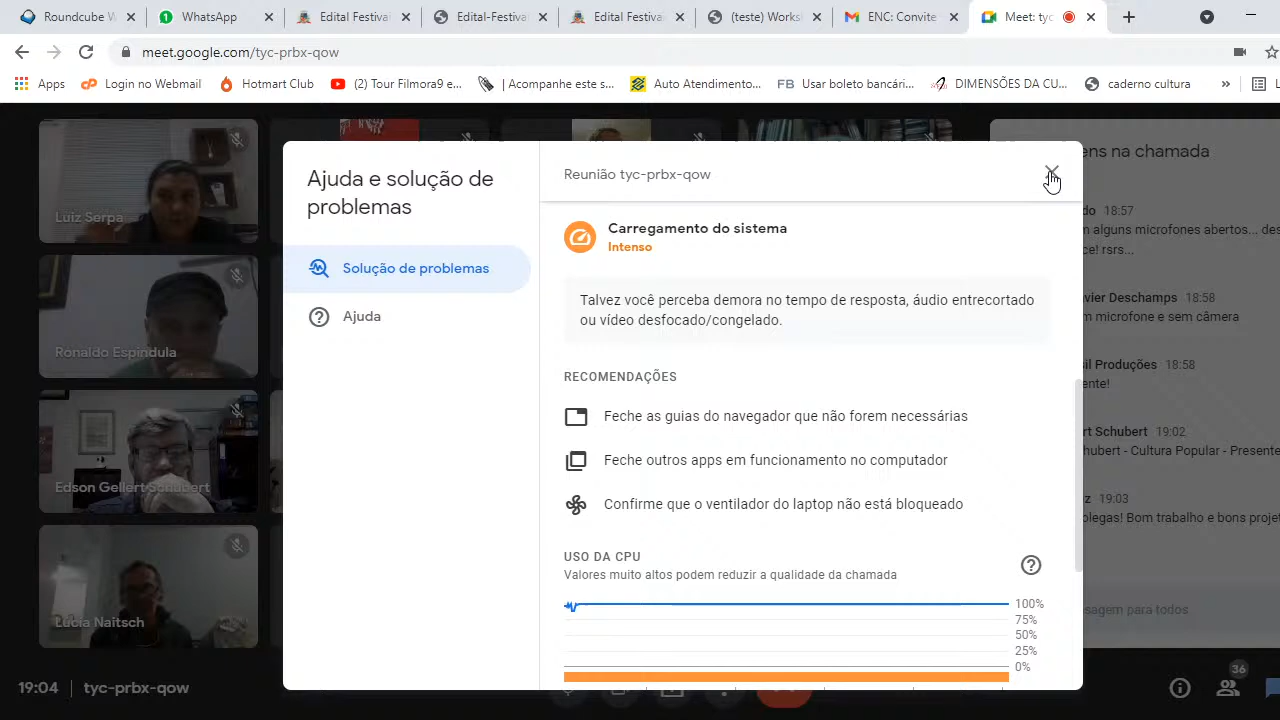 Roundcube W
WhatsApp
Edital Festiva
Edital-Festiva
Edital Festiva
(teste) Works
ENC: Convite
Meet: tyc
meet.google.com/tyc-prbx-qow
Apps
Login no Webmail
Hotmart Club
(2) Tour Filmora9 e...
| Acompanhe este s...
Auto Atendimento...
FB Usar boleto bancári...
DIMENSÕES DA CU...
caderno cultura
»
Luiz Serpa
Ronaldo Espindula
Edson Gellert Schubert
Lucia Naitsch
Ajuda e solução de
problemas
Solução de problemas
Ajuda
Reunião tyc-prbx-qow
Carregamento do sistema
Intenso
Talvez você perceba demora no tempo de resposta, áudio entrecortado
ou vídeo desfocado/congelado.
RECOMENDAÇÕES
Feche as guias do navegador que não forem necessárias
Feche outros apps em funcionamento no computador
Confirme que o ventilador do laptop não está bloqueado
USO DA CPU
Valores muito altos podem reduzir a qualidade da chamada
100%
75%
50%
25%
0%
ens na chamada
do 18:57
m alguns microfones abertos... des
ce! rsrs...
vier Deschamps 18:58
m microfone e sem câmera
sil Produções 18:58
ente!
rt Schubert 19:02
hubert - Cultura Popular - Presente
z 19:03
olegas! Bom trabalho e bons projet
sagem para todos
19:04 | tyc-prbx-qow
36